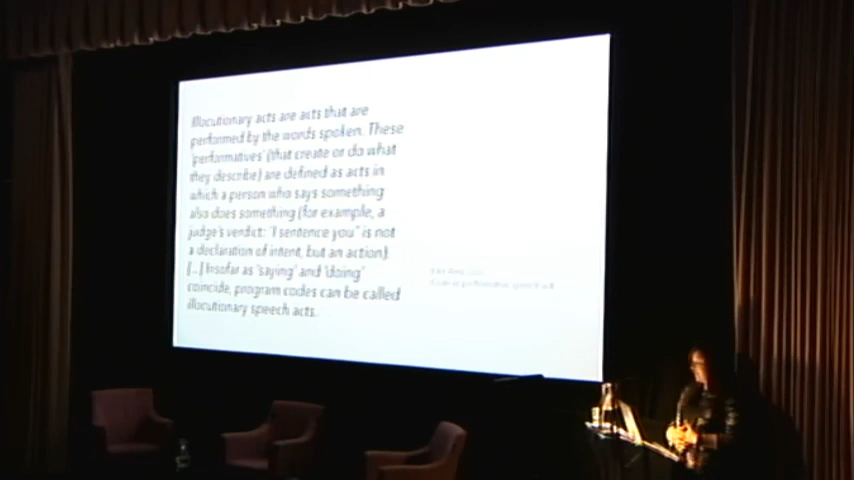 Illocutionary acts are acts that are
performed by the words spoken. These
'performatives' (that create or do what
they describe) are defined as acts in
which a person who says something
also does something (for example, a
judge's verdict: "I sentence you" is not
a declaration of intent, but an action).
[...] Insofar as 'saying' and 'doing'
coincide, program codes can be called
illocutionary speech acts.